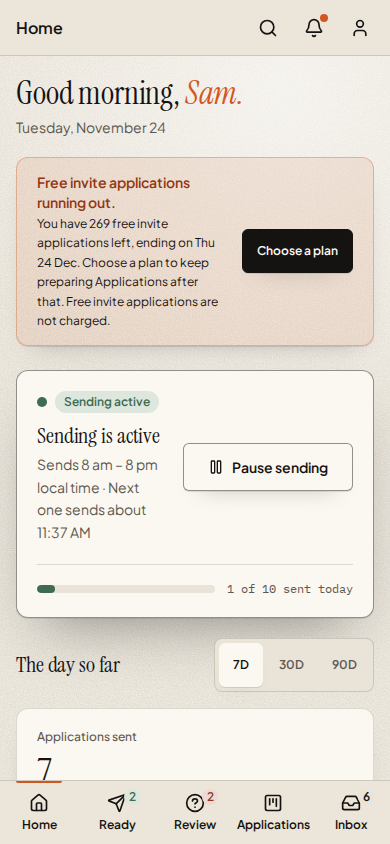 Home
Good morning, Sam.
Tuesday, November 24
Free invite applications
running out.
You have 269 free invite
applications left, ending on Thu
24 Dec. Choose a plan to keep
preparing Applications after
that. Free invite applications are
not charged.
Choose a plan
Sending active
Sending is active
Sends 8 am – 8 pm
local time · Next
one sends about
11:37 AM
Pause sending
1 of 10 sent today
The day so far
7D 30D 90D
Applications sent
7
2 2 6
Home Ready Review Applications Inbox